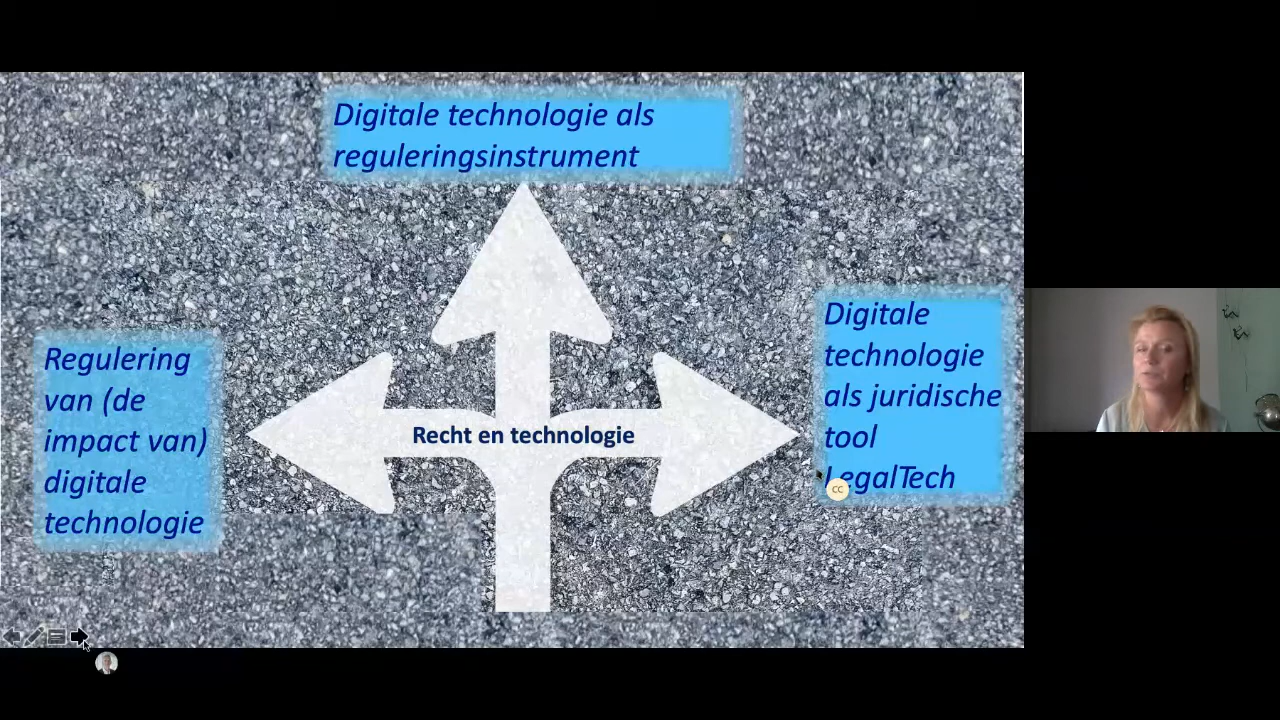 Digitale technologie als
reguleringsinstrument
Regulering
van (de
impact van)
digitale
technologie
Recht en technologie
Digitale
technologie
als juridische
tool
LegalTech
CC